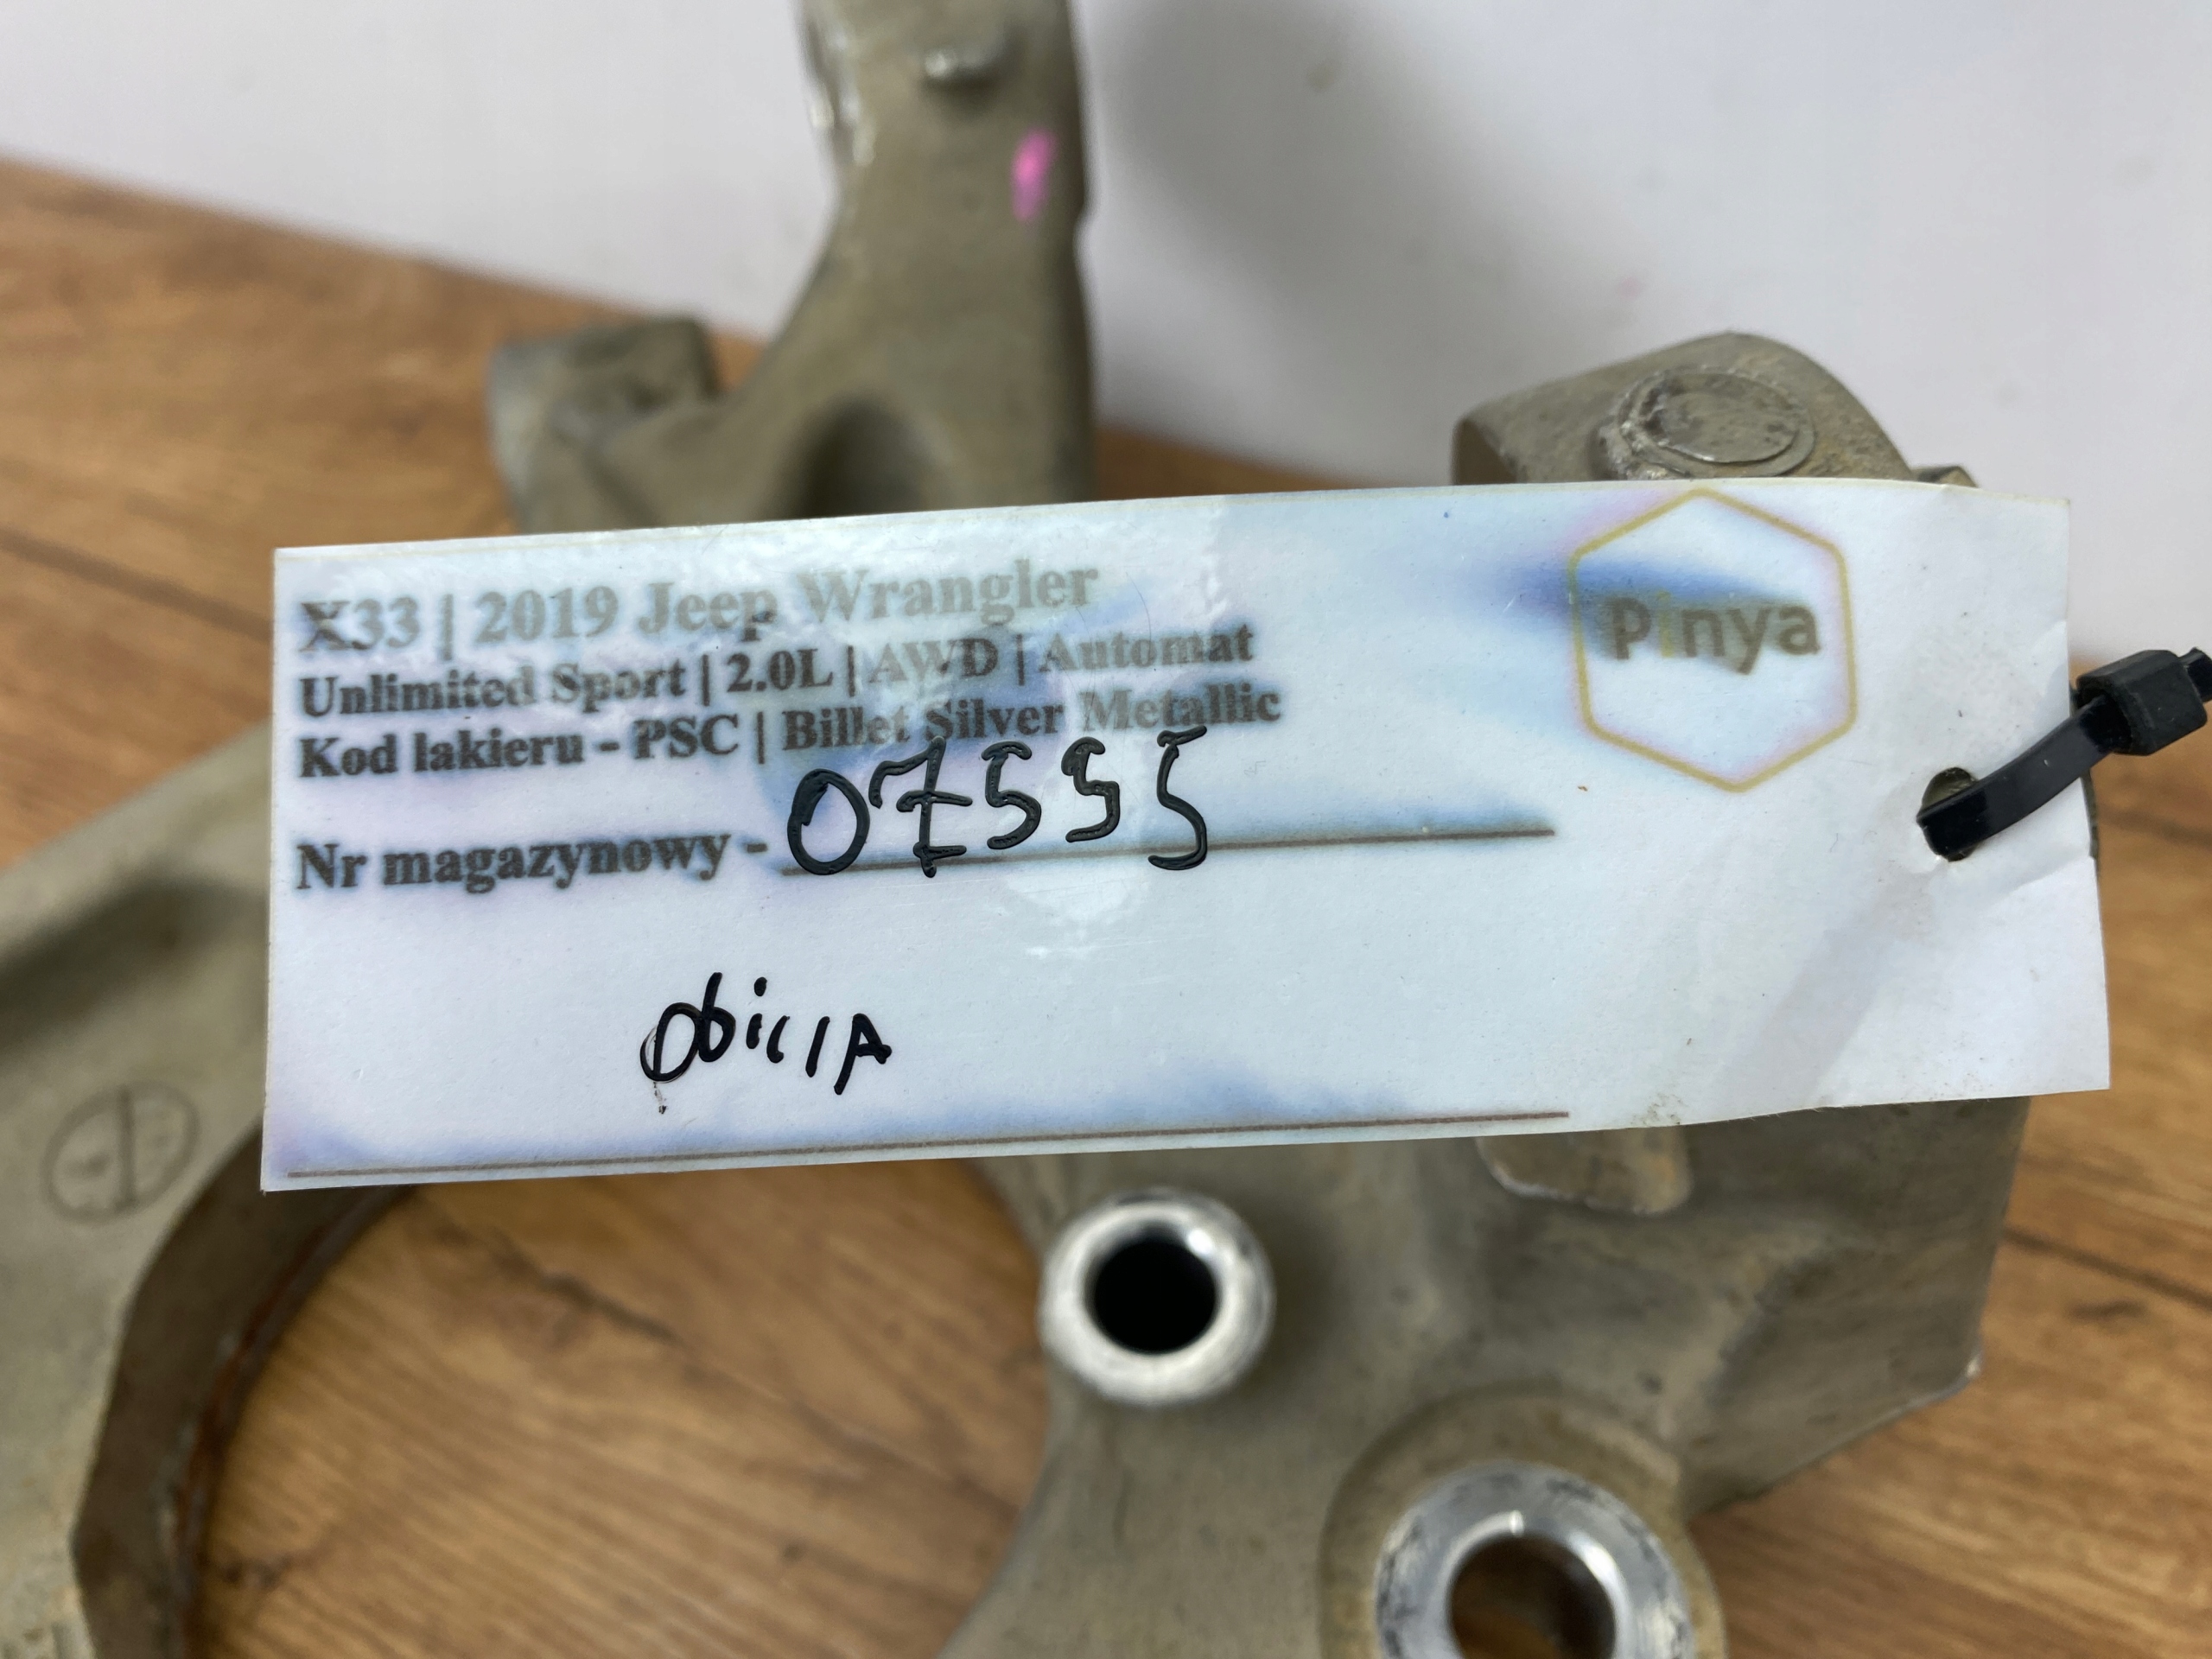 X33 | 2019 Jeep Wrangler
Unlimited Sport | 2.0L | AWD | Automat
Kod lakieru - PSC | Billet Silver Metallic
Nr magazynowy - 07555
Pinya